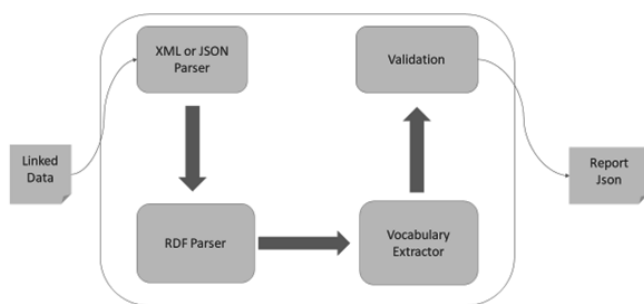 XML or JSON
Parser
Validation
Linked
Data
Report
Json
RDF Parser
Vocabulary
Extractor